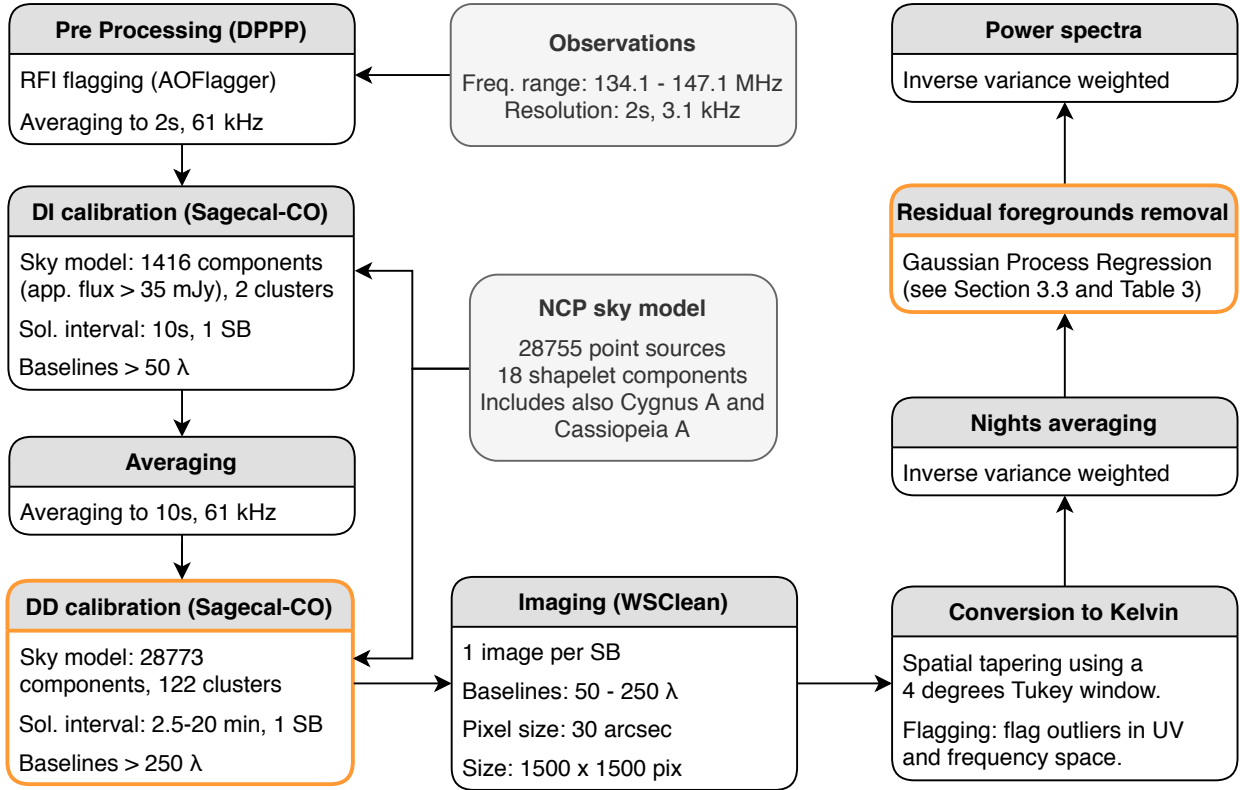 Pre Processing (DPPP)
RFI flagging (AOFlagger)
Averaging to 2s, 61 kHz
Observations
Freq. range: 134.1 - 147.1 MHz
Resolution: 2s, 3.1 kHz
DI calibration (Sagecal-CO)
Sky model: 1416 components
(app. flux > 35 mJy), 2 clusters
Sol. interval: 10s, 1 SB
Baselines > 50 λ
NCP sky model
28755 point sources
18 shapelet components
Includes also Cygnus A and
Cassiopeia A
Averaging
Averaging to 10s, 61 kHz
DD calibration (Sagecal-CO)
Sky model: 28773
components, 122 clusters
Sol. interval: 2.5-20 min, 1 SB
Baselines > 250 λ
Imaging (WSClean)
1 image per SB
Baselines: 50 - 250 λ
Pixel size: 30 arcsec
Size: 1500 x 1500 pix
Conversion to Kelvin
Spatial tapering using a
4 degrees Tukey window.
Flagging: flag outliers in UV
and frequency space.
Nights averaging
Inverse variance weighted
Residual foregrounds removal
Gaussian Process Regression
(see Section 3.3 and Table 3)
Power spectra
Inverse variance weighted